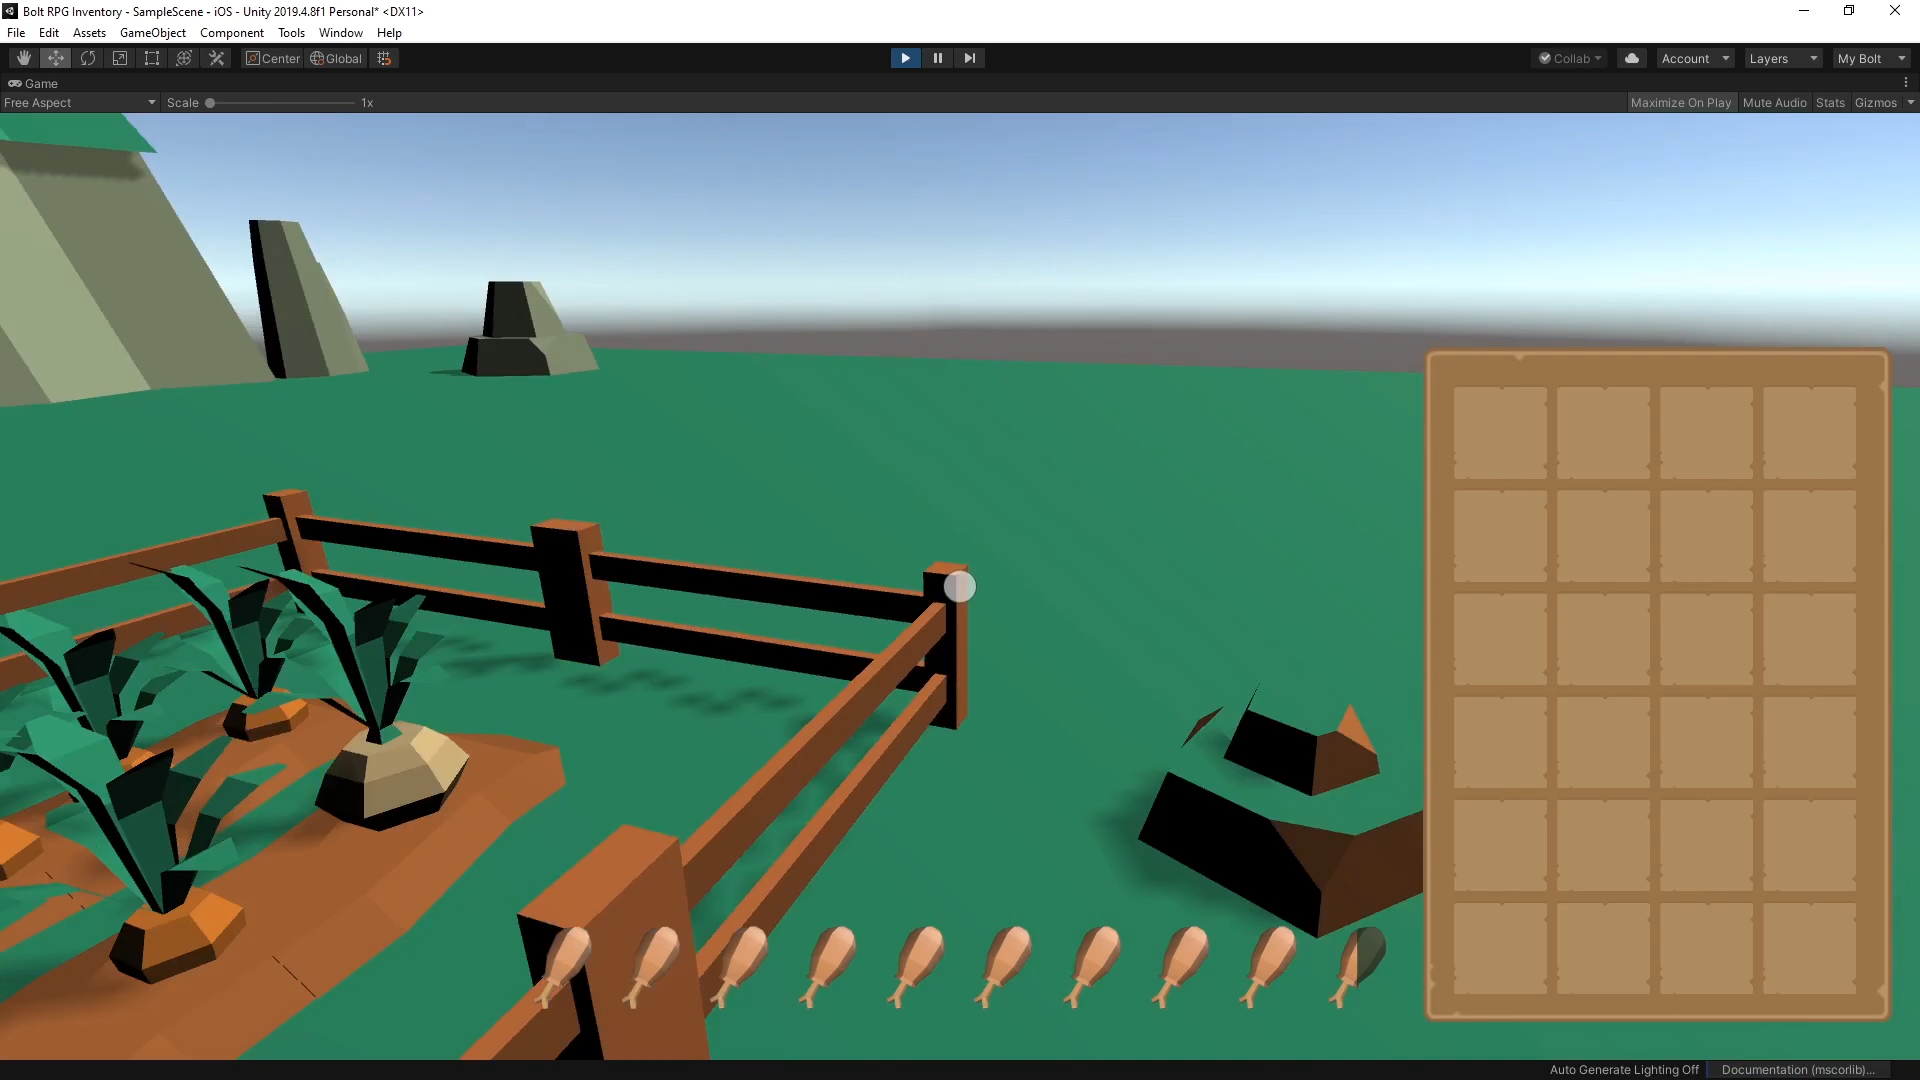 Bolt RPG Inventory - SampleScene - iOS - Unity 2019.4.8f1 Personal* <DX11>
File Edit Assets GameObject Component Tools Window Help
Center Global Collab Account Layers My Bolt
Game
Free Aspect Scale 1x Maximize On Play Mute Audio Stats Gizmos
Auto Generate Lighting Off Documentation (mscorlib)...